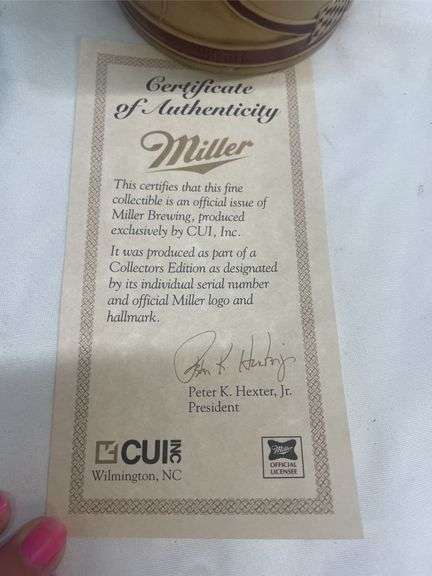 Certificate
of Authenticity
Miller
This certifies that this fine
collectible is an official issue of
Miller Brewing, produced
exclusively by CUI, Inc.
It was produced as part of a
Collectors Edition as designated
by its individual serial number
and official Miller logo and
hallmark.
Peter K. Hexter, Jr.
President
CUI INC
Wilmington, NC
Miller
OFFICIAL
LICENSEE